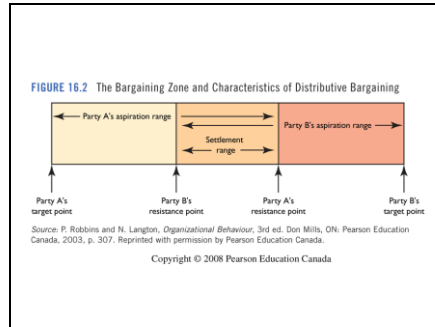 FIGURE 16.2 The Bargaining Zone and Characteristics of Distributive Bargaining
Party A's aspiration range
Party B's aspiration range
Settlement
range
Party A's
target point
Party B's
resistance point
Party A's
resistance point
Party B's
target point
Source: P. Robbins and N. Langton, Organizational Behaviour, 3rd ed. Don Mills, ON: Pearson Education
Canada, 2003, p. 307. Reprinted with permission by Pearson Education Canada.
Copyright © 2008 Pearson Education Canada